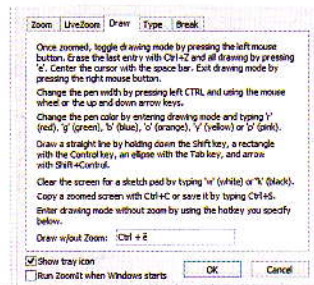 Zoom LiveZoom Draw Type Break
Once zoomed, toggle drawing mode by pressing the left mouse
button. Erase the last entry with Ctrl+Z and all drawing by pressing
'e'. Center the cursor with the space bar. Exit drawing mode by
pressing the right mouse button.
Change the pen width by pressing left CTRL and using the mouse
wheel or the up and down arrow keys.
Change the pen color by entering drawing mode and typing 'r'
(red), 'g' (green), 'b' (blue), 'o' (orange), 'y' (yellow) or 'p' (pink).
Draw a straight line by holding down the Shift key, a rectangle
with the Control key, an ellipse with the Tab key, and arrow
with Shift+Control.
Clear the screen for a sketch pad by typing 'w' (white) or 'k' (black).
Copy a zoomed screen with Ctrl+C or save it by typing Ctrl+S.
Enter drawing mode without zoom by using the hotkey you specify
below.
Draw w/out Zoom: Ctrl +
Show tray icon
Run ZoomIt when Windows starts OK Cancel